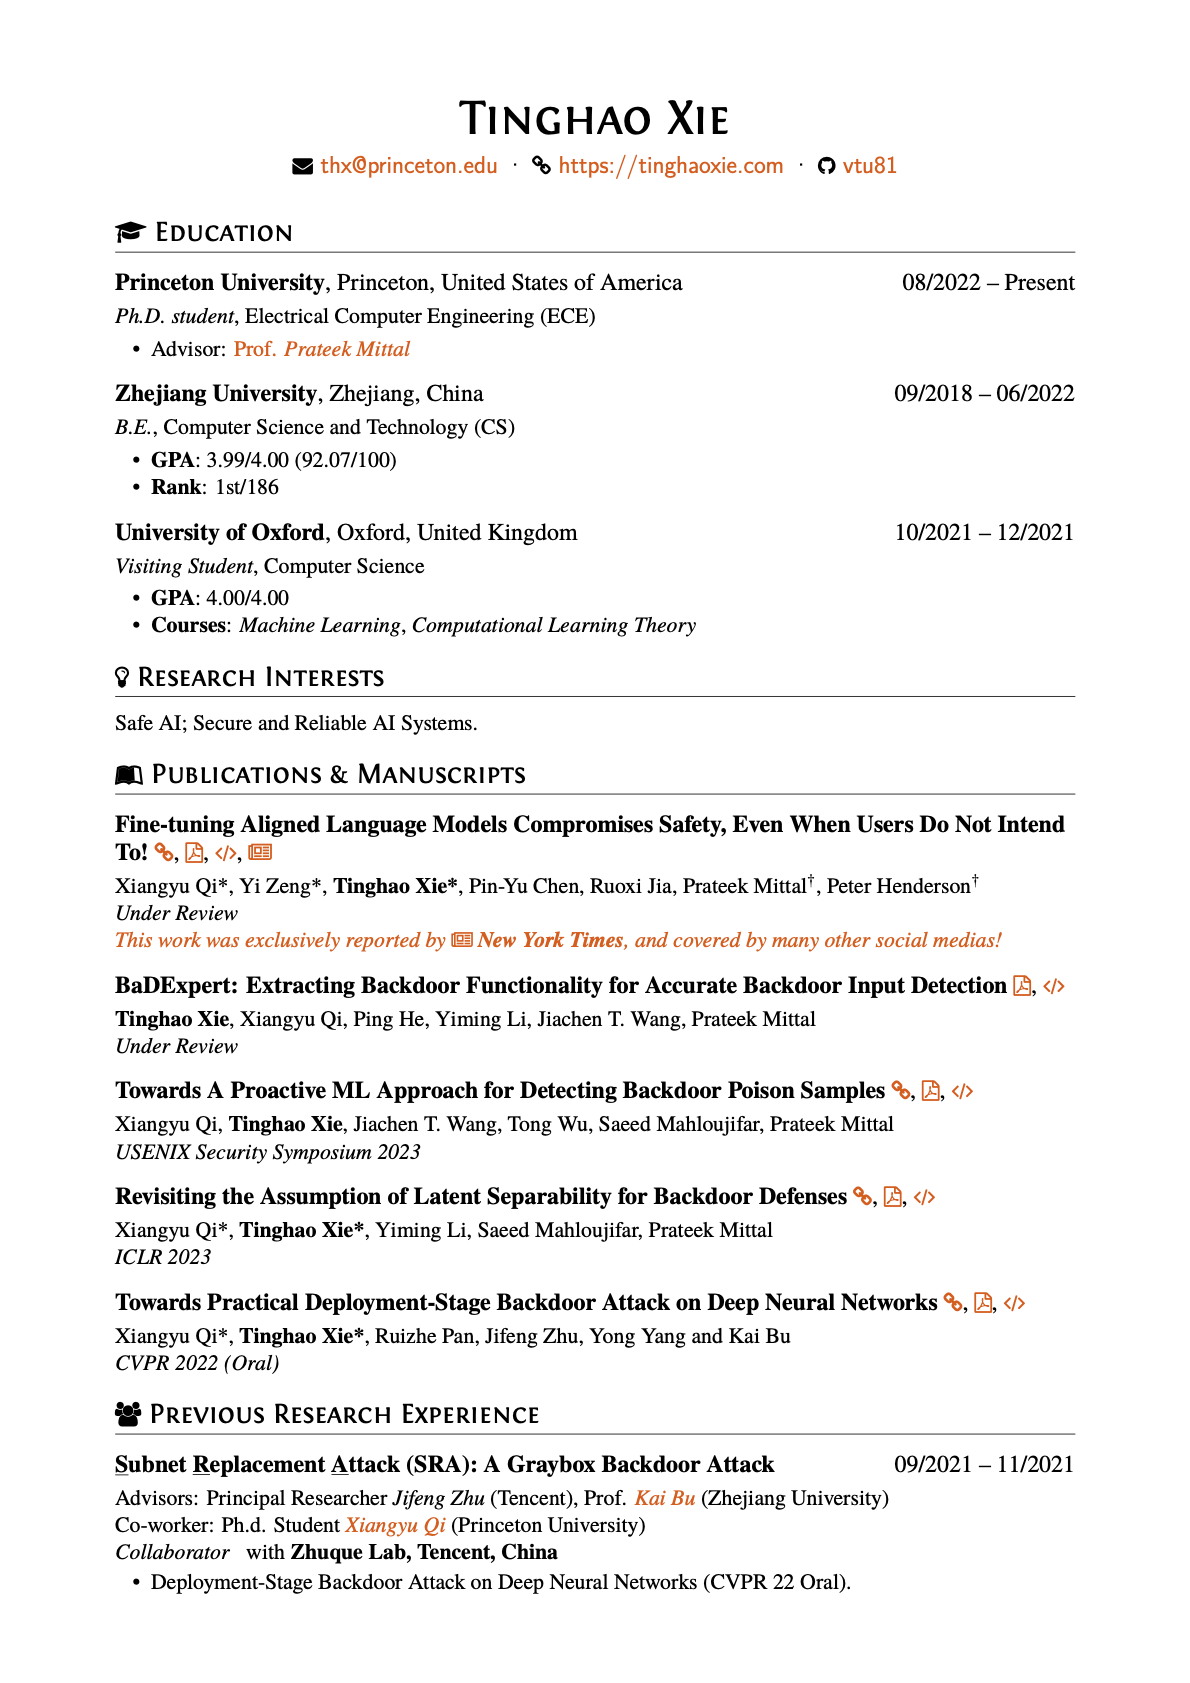 Tinghao Xie
thx@princeton.edu · https://tinghaoxie.com · vtu81
Education
Princeton University, Princeton, United States of America 08/2022 – Present
Ph.D. student, Electrical Computer Engineering (ECE)
• Advisor: Prof. Prateek Mittal
Zhejiang University, Zhejiang, China 09/2018 – 06/2022
B.E., Computer Science and Technology (CS)
• GPA: 3.99/4.00 (92.07/100)
• Rank: 1st/186
University of Oxford, Oxford, United Kingdom 10/2021 – 12/2021
Visiting Student, Computer Science
• GPA: 4.00/4.00
• Courses: Machine Learning, Computational Learning Theory
Research Interests
Safe AI; Secure and Reliable AI Systems.
Publications & Manuscripts
Fine-tuning Aligned Language Models Compromises Safety, Even When Users Do Not Intend
To! , , </>,
Xiangyu Qi*, Yi Zeng*, Tinghao Xie*, Pin-Yu Chen, Ruoxi Jia, Prateek Mittal†, Peter Henderson†
Under Review
This work was exclusively reported by New York Times, and covered by many other social medias!
BaDExpert: Extracting Backdoor Functionality for Accurate Backdoor Input Detection , </>
Tinghao Xie, Xiangyu Qi, Ping He, Yiming Li, Jiachen T. Wang, Prateek Mittal
Under Review
Towards A Proactive ML Approach for Detecting Backdoor Poison Samples , , </>
Xiangyu Qi, Tinghao Xie, Jiachen T. Wang, Tong Wu, Saeed Mahloujifar, Prateek Mittal
USENIX Security Symposium 2023
Revisiting the Assumption of Latent Separability for Backdoor Defenses , , </>
Xiangyu Qi*, Tinghao Xie*, Yiming Li, Saeed Mahloujifar, Prateek Mittal
ICLR 2023
Towards Practical Deployment-Stage Backdoor Attack on Deep Neural Networks , , </>
Xiangyu Qi*, Tinghao Xie*, Ruizhe Pan, Jifeng Zhu, Yong Yang and Kai Bu
CVPR 2022 (Oral)
Previous Research Experience
Subnet Replacement Attack (SRA): A Graybox Backdoor Attack 09/2021 – 11/2021
Advisors: Principal Researcher Jifeng Zhu (Tencent), Prof. Kai Bu (Zhejiang University)
Co-worker: Ph.d. Student Xiangyu Qi (Princeton University)
Collaborator with Zhuque Lab, Tencent, China
• Deployment-Stage Backdoor Attack on Deep Neural Networks (CVPR 22 Oral).